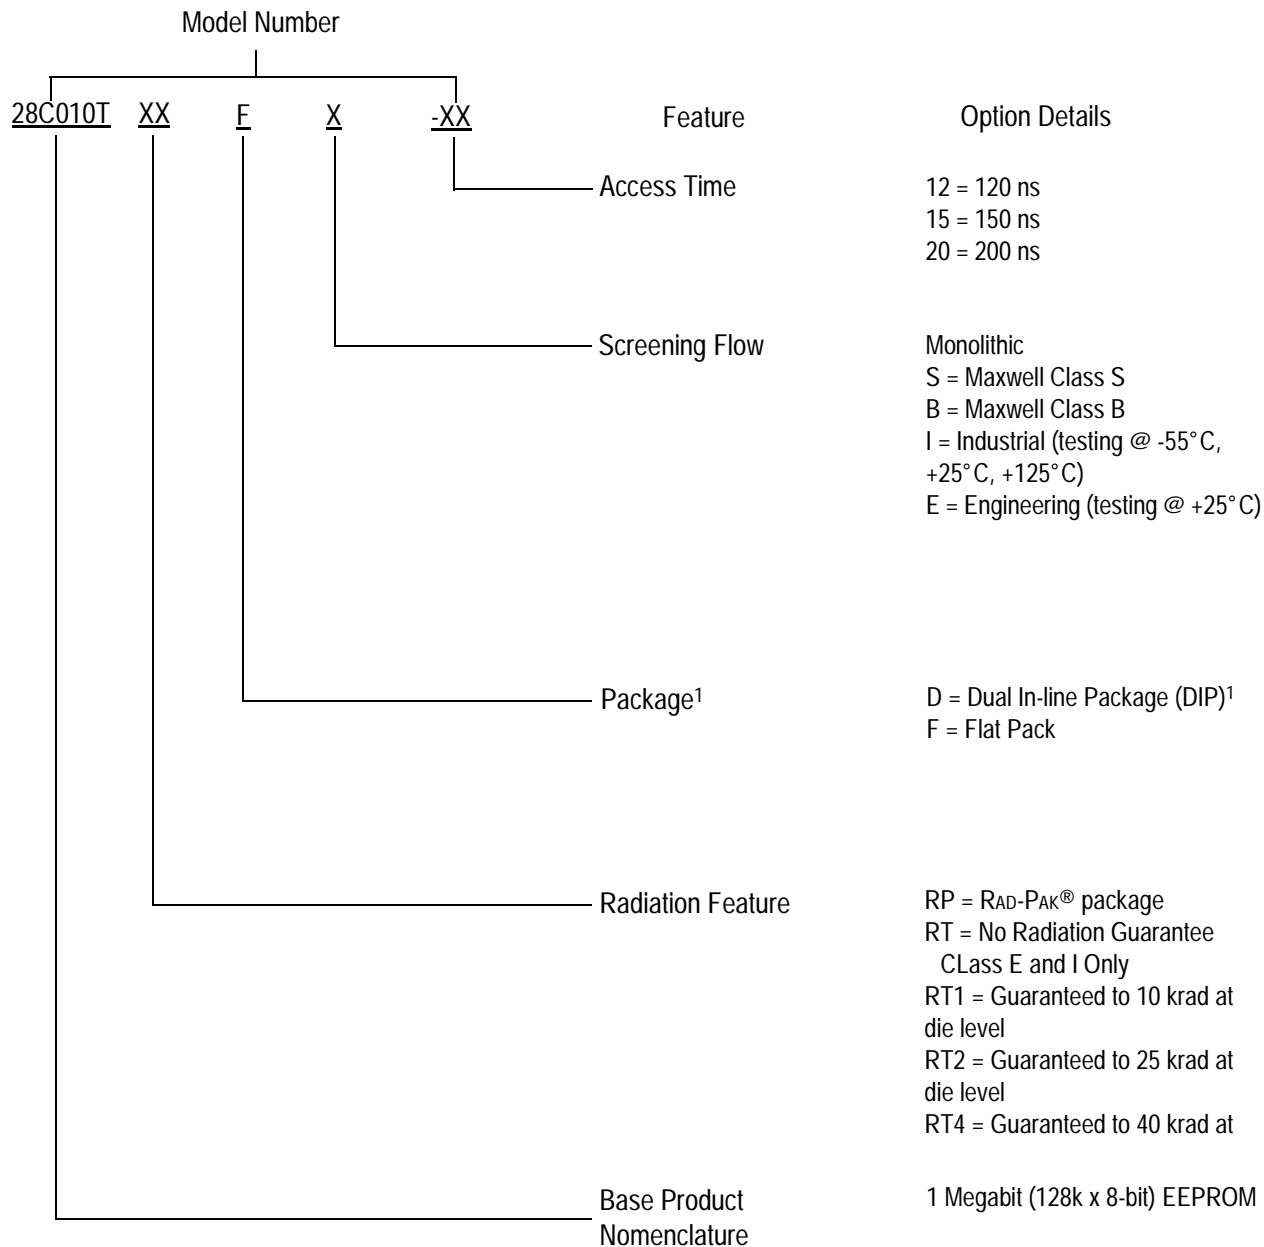 Model Number
28C010T XX F X -XX Feature Option Details
Access Time 12 = 120 ns
15 = 150 ns
20 = 200 ns
Screening Flow Monolithic
S = Maxwell Class S
B = Maxwell Class B
I = Industrial (testing @ -55°C,
+25°C, +125°C)
E = Engineering (testing @ +25°C)
Package1 D = Dual In-line Package (DIP)1
F = Flat Pack
Radiation Feature RP = RAD-PAK® package
RT = No Radiation Guarantee
CLass E and I Only
RT1 = Guaranteed to 10 krad at
die level
RT2 = Guaranteed to 25 krad at
die level
RT4 = Guaranteed to 40 krad at
Base Product 1 Megabit (128k x 8-bit) EEPROM
Nomenclature